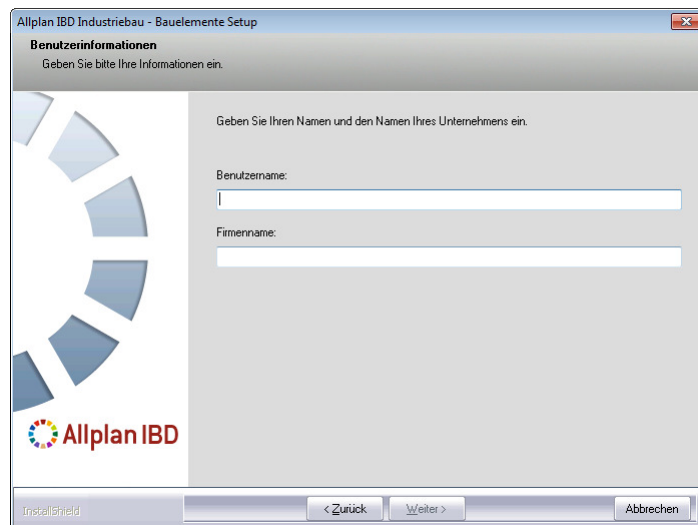 Allplan IBD Industriebau - Bauelemente Setup
Benutzerinformationen
Geben Sie bitte Ihre Informationen ein.
Geben Sie Ihren Namen und den Namen Ihres Unternehmens ein.
Benutzername:
Firmenname:
Allplan IBD
InstallShield
< Zurück
Weiter >
Abbrechen